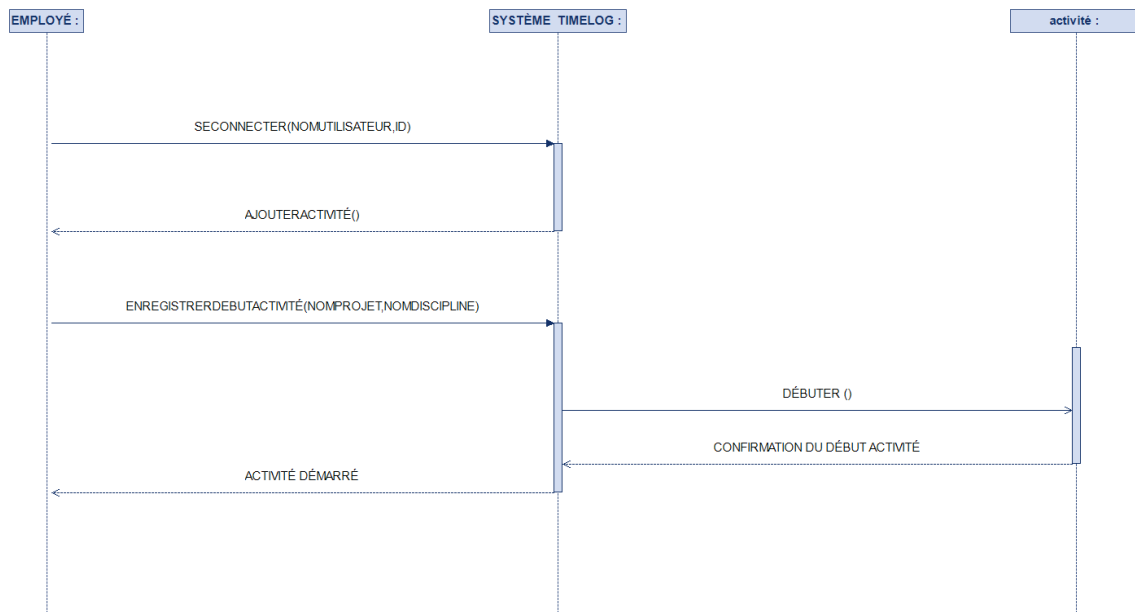 EMPLOYÉ :
SYSTÈME TIMELOG :
activité :
SECONNECTER(NOMUTILISATEUR,ID)
AJOUTERACTIVITÉ()
ENREGISTRERDEBUTACTIVITÉ(NOMPROJET,NOMDISCIPLINE)
DÉBUTER ()
CONFIRMATION DU DÉBUT ACTIVITÉ
ACTIVITÉ DÉMARRÉ